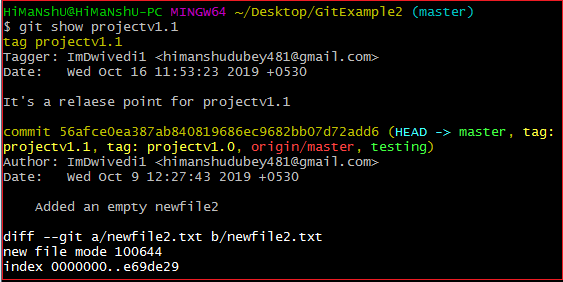 HiMaNshU@HiMaNshU-PC MINGW64 ~/Desktop/GitExample2 (master)
$ git show projectv1.1
tag projectv1.1
Tagger: ImDwivedi1 <himanshudubey481@gmail.com>
Date:   Wed Oct 16 11:53:23 2019 +0530
It's a relaese point for projectv1.1
commit 56afce0ea387ab840819686ec9682bb07d72add6 (HEAD -> master, tag:
projectv1.1, tag: projectv1.0, origin/master, testing)
Author: ImDwivedi1 <himanshudubey481@gmail.com>
Date:   Wed Oct 9 12:27:43 2019 +0530
    Added an empty newfile2
diff --git a/newfile2.txt b/newfile2.txt
new file mode 100644
index 0000000..e69de29